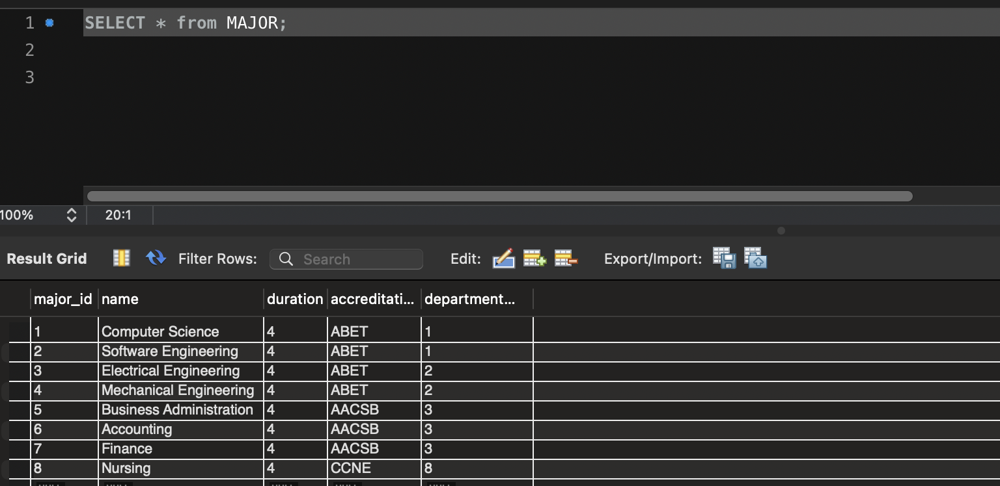 1 SELECT * from MAJOR;
2
3
100% 20:1
Result Grid Filter Rows: Search Edit: Export/Import:
major_id name duration accreditati... department...
1 Computer Science 4 ABET 1
2 Software Engineering 4 ABET 1
3 Electrical Engineering 4 ABET 2
4 Mechanical Engineering 4 ABET 2
5 Business Administration 4 AACSB 3
6 Accounting 4 AACSB 3
7 Finance 4 AACSB 3
8 Nursing 4 CCNE 8